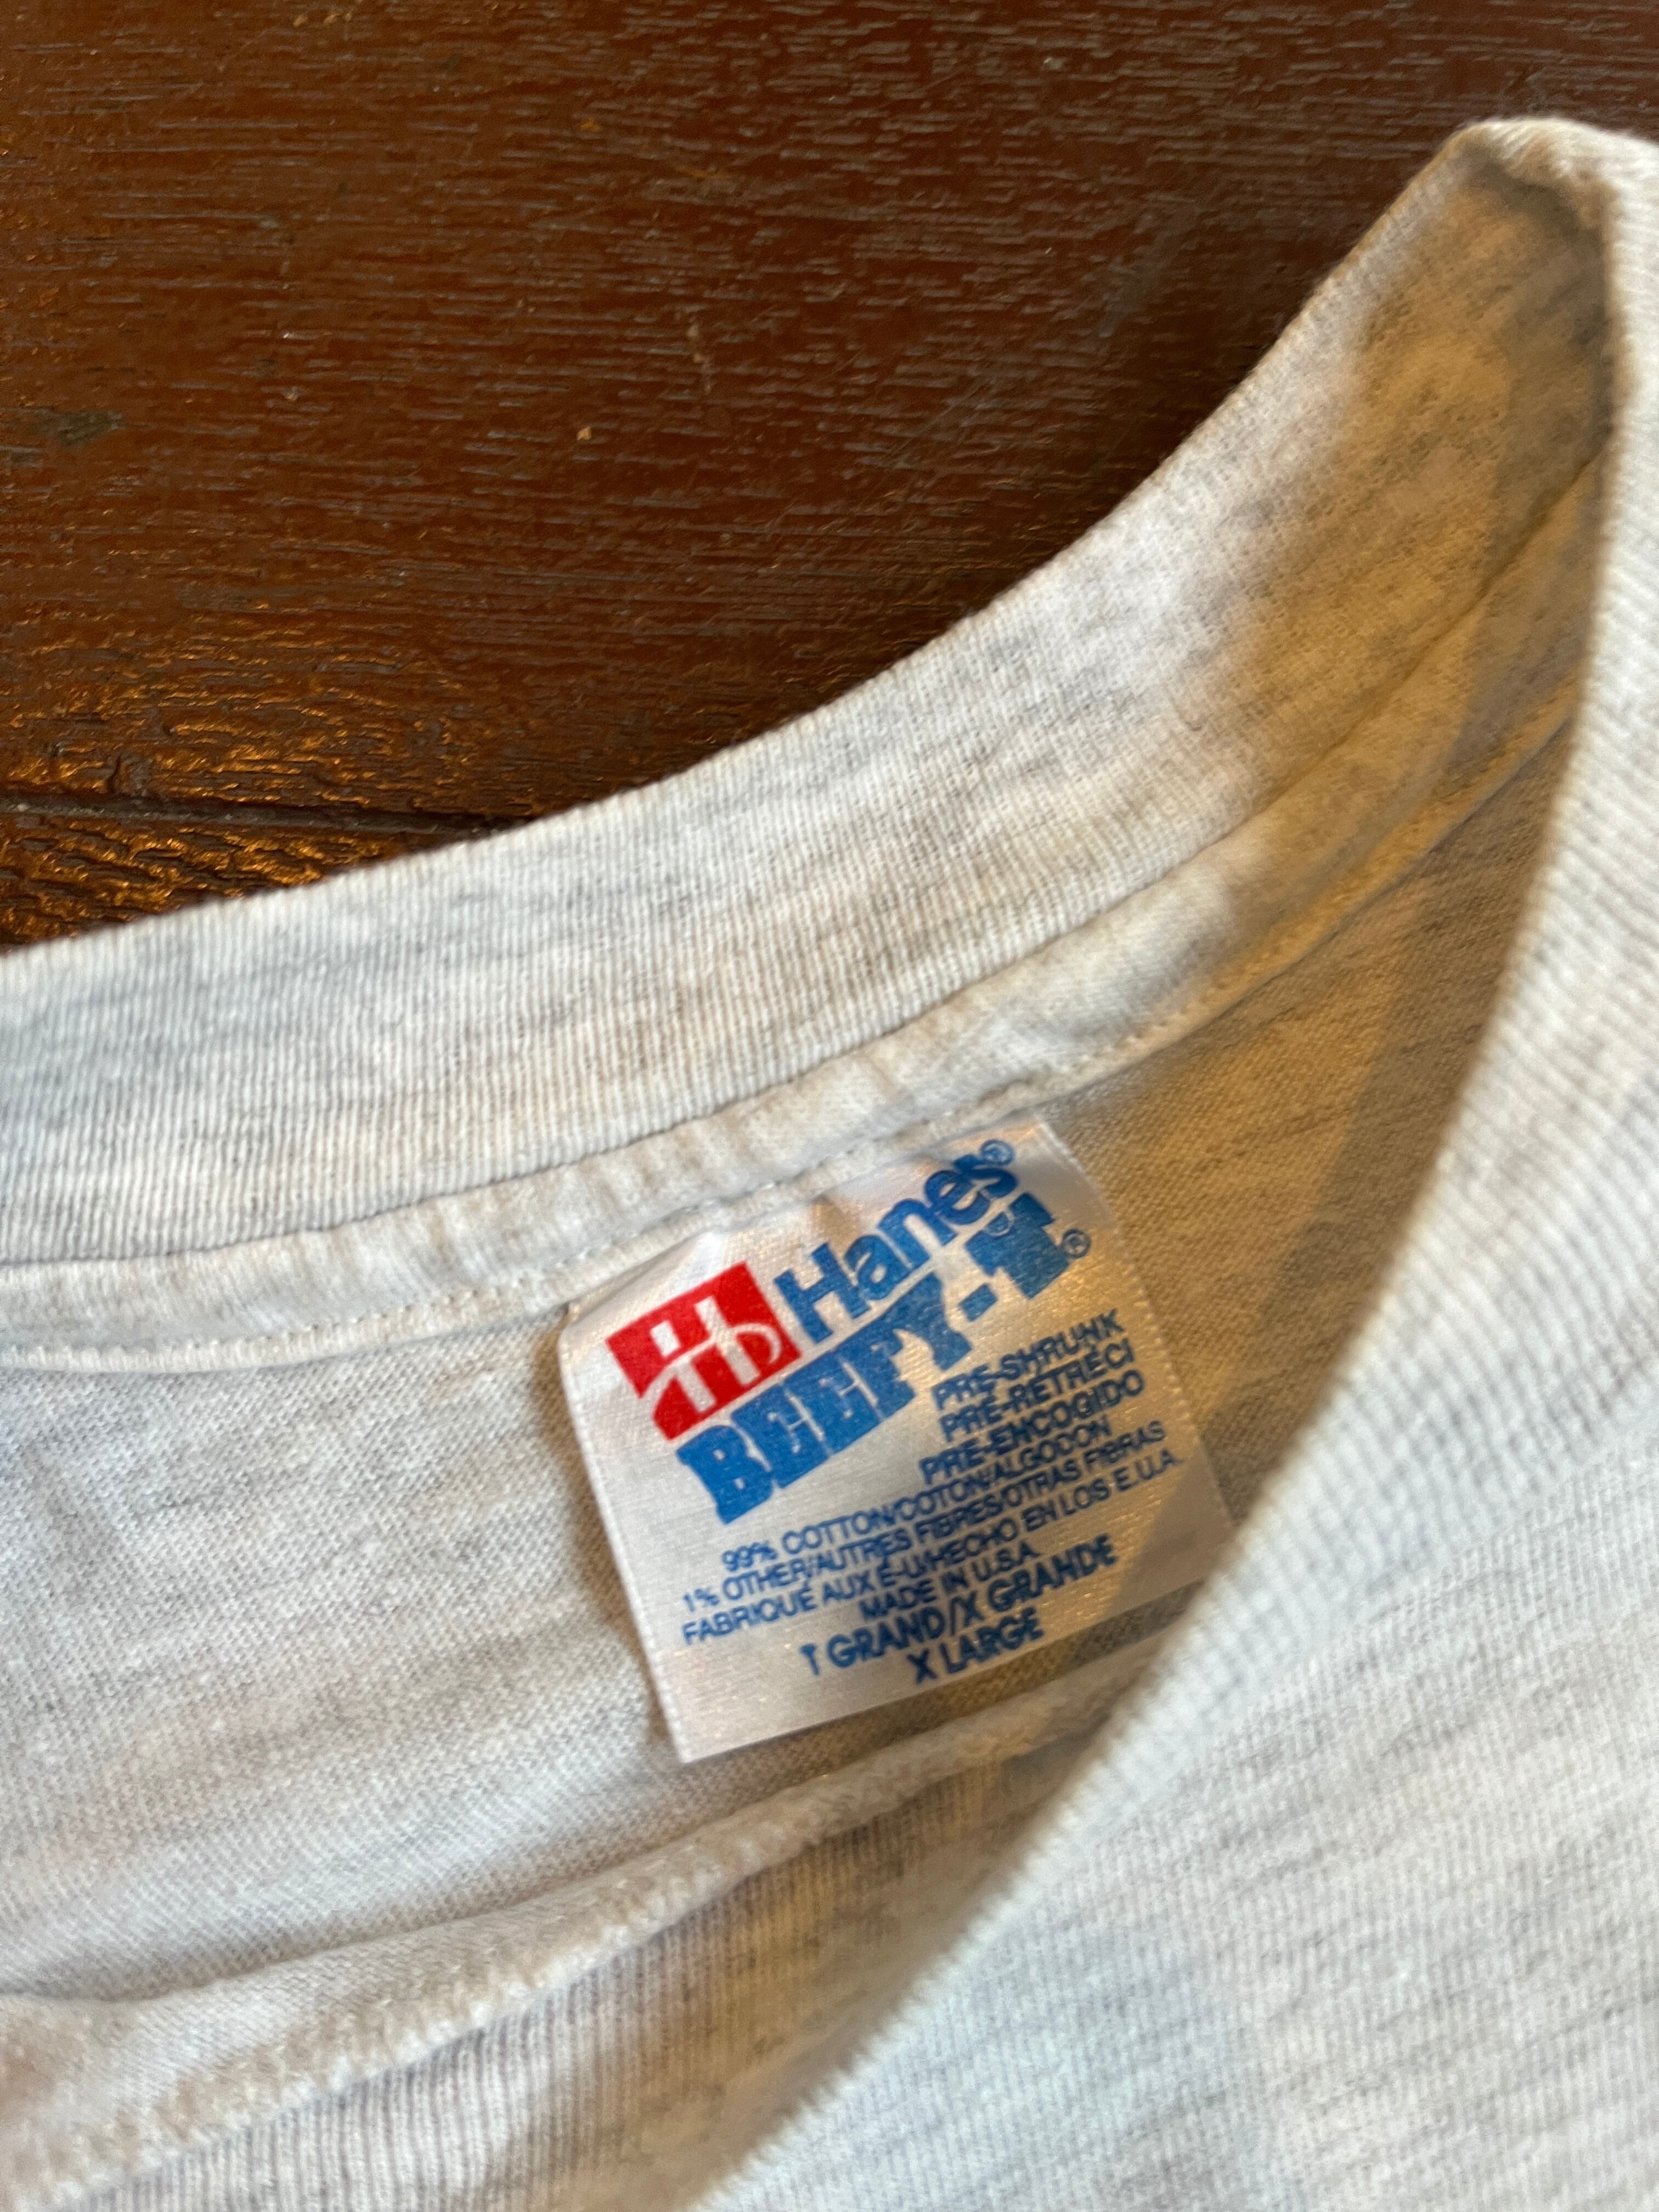 Hanes®
BEEFY-T®
PRE-SHRUNK
PRÉ-RÉTRÉCI
PRE-ENCOGIDO
99% COTTON/COTON/ALGODON
1% OTHER/AUTRES FIBRES/OTRAS FIBRAS
FABRIQUÉ AUX É-U/HECHO EN LOS E.U.A.
MADE IN U.S.A.
T GRAND/X GRANDE
X LARGE